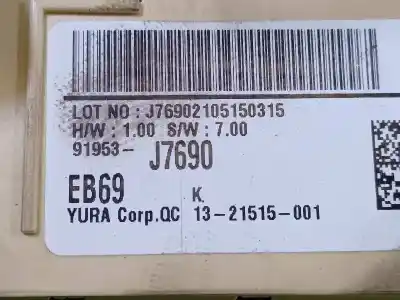 LOT NO : J76902105150315
H/W : 1.00 S/W : 7.00
91953- J7690
EB69 K
YURA Corp.QC 13-21515-001